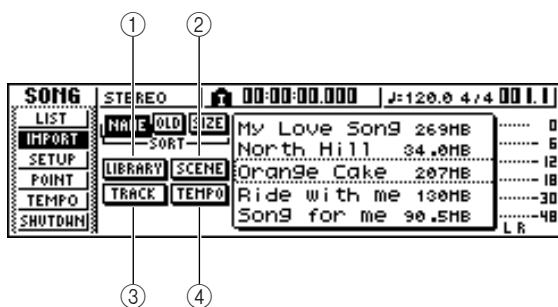 ① ②
SONG STEREO I 00:00:00.000 ♩=120.0 4/4 001.1
LIST
IMPORT
SETUP
POINT
TEMPO
SHUTDWN
NAME OLD SIZE
SORT
LIBRARY SCENE
TRACK TEMPO
My Love Song 269MB
North Hill 34.0MB
Orange Cake 207MB
Ride with me 130MB
Song for me 90.5MB
0
6
12
18
30
48
L R
③ ④